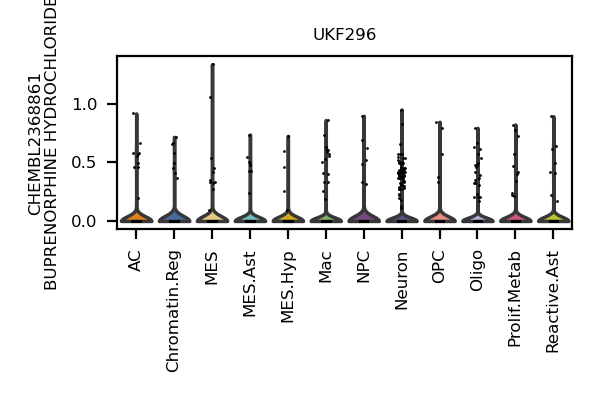 UKF296
CHEMBL2368861
BUPRENORPHINE HYDROCHLORIDE
1.0
0.5
0.0
AC
Chromatin.Reg
MES
MES.Ast
MES.Hyp
Mac
NPC
Neuron
OPC
Oligo
Prolif.Metab
Reactive.Ast